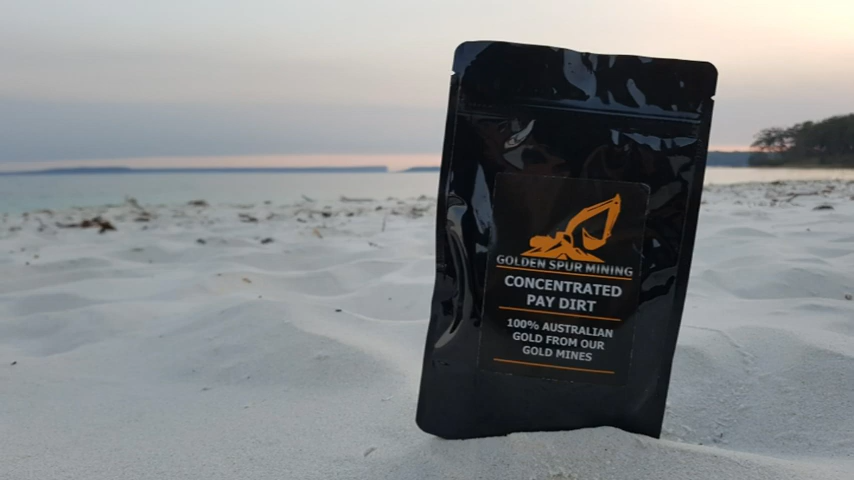 GOLDEN SPUR MINING
CONCENTRATED
PAY DIRT
100% AUSTRALIAN
GOLD FROM OUR
GOLD MINES